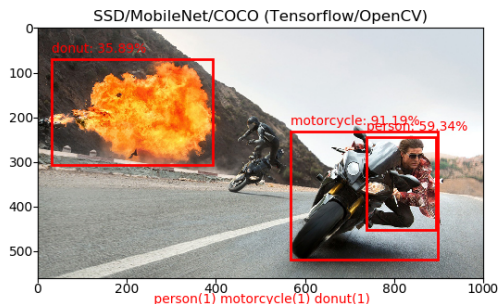 SSD/MobileNet/COCO (Tensorflow/OpenCV)
donut: 35.89%
motorcycle: 91.19%
person: 59.34%
0
100
200
300
400
500
0 200 400 600 800 1000
person(1) motorcycle(1) donut(1)